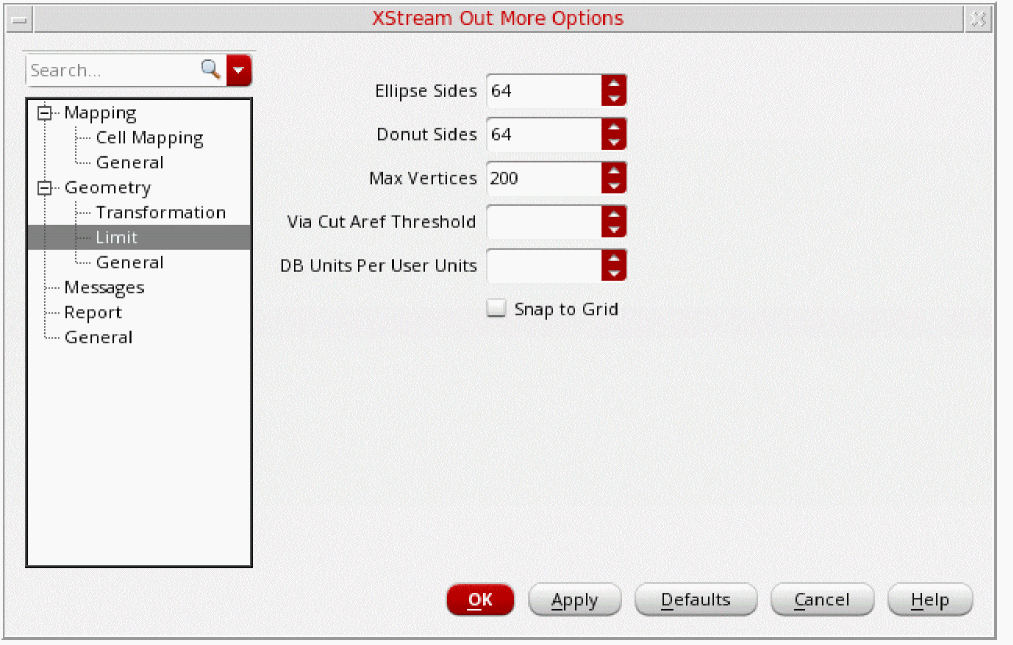 XStream Out More Options
Search...
Mapping
Cell Mapping
General
Geometry
Transformation
Limit
General
Messages
Report
General
Ellipse Sides 64
Donut Sides 64
Max Vertices 200
Via Cut Aref Threshold
DB Units Per User Units
Snap to Grid
OK Apply Defaults Cancel Help